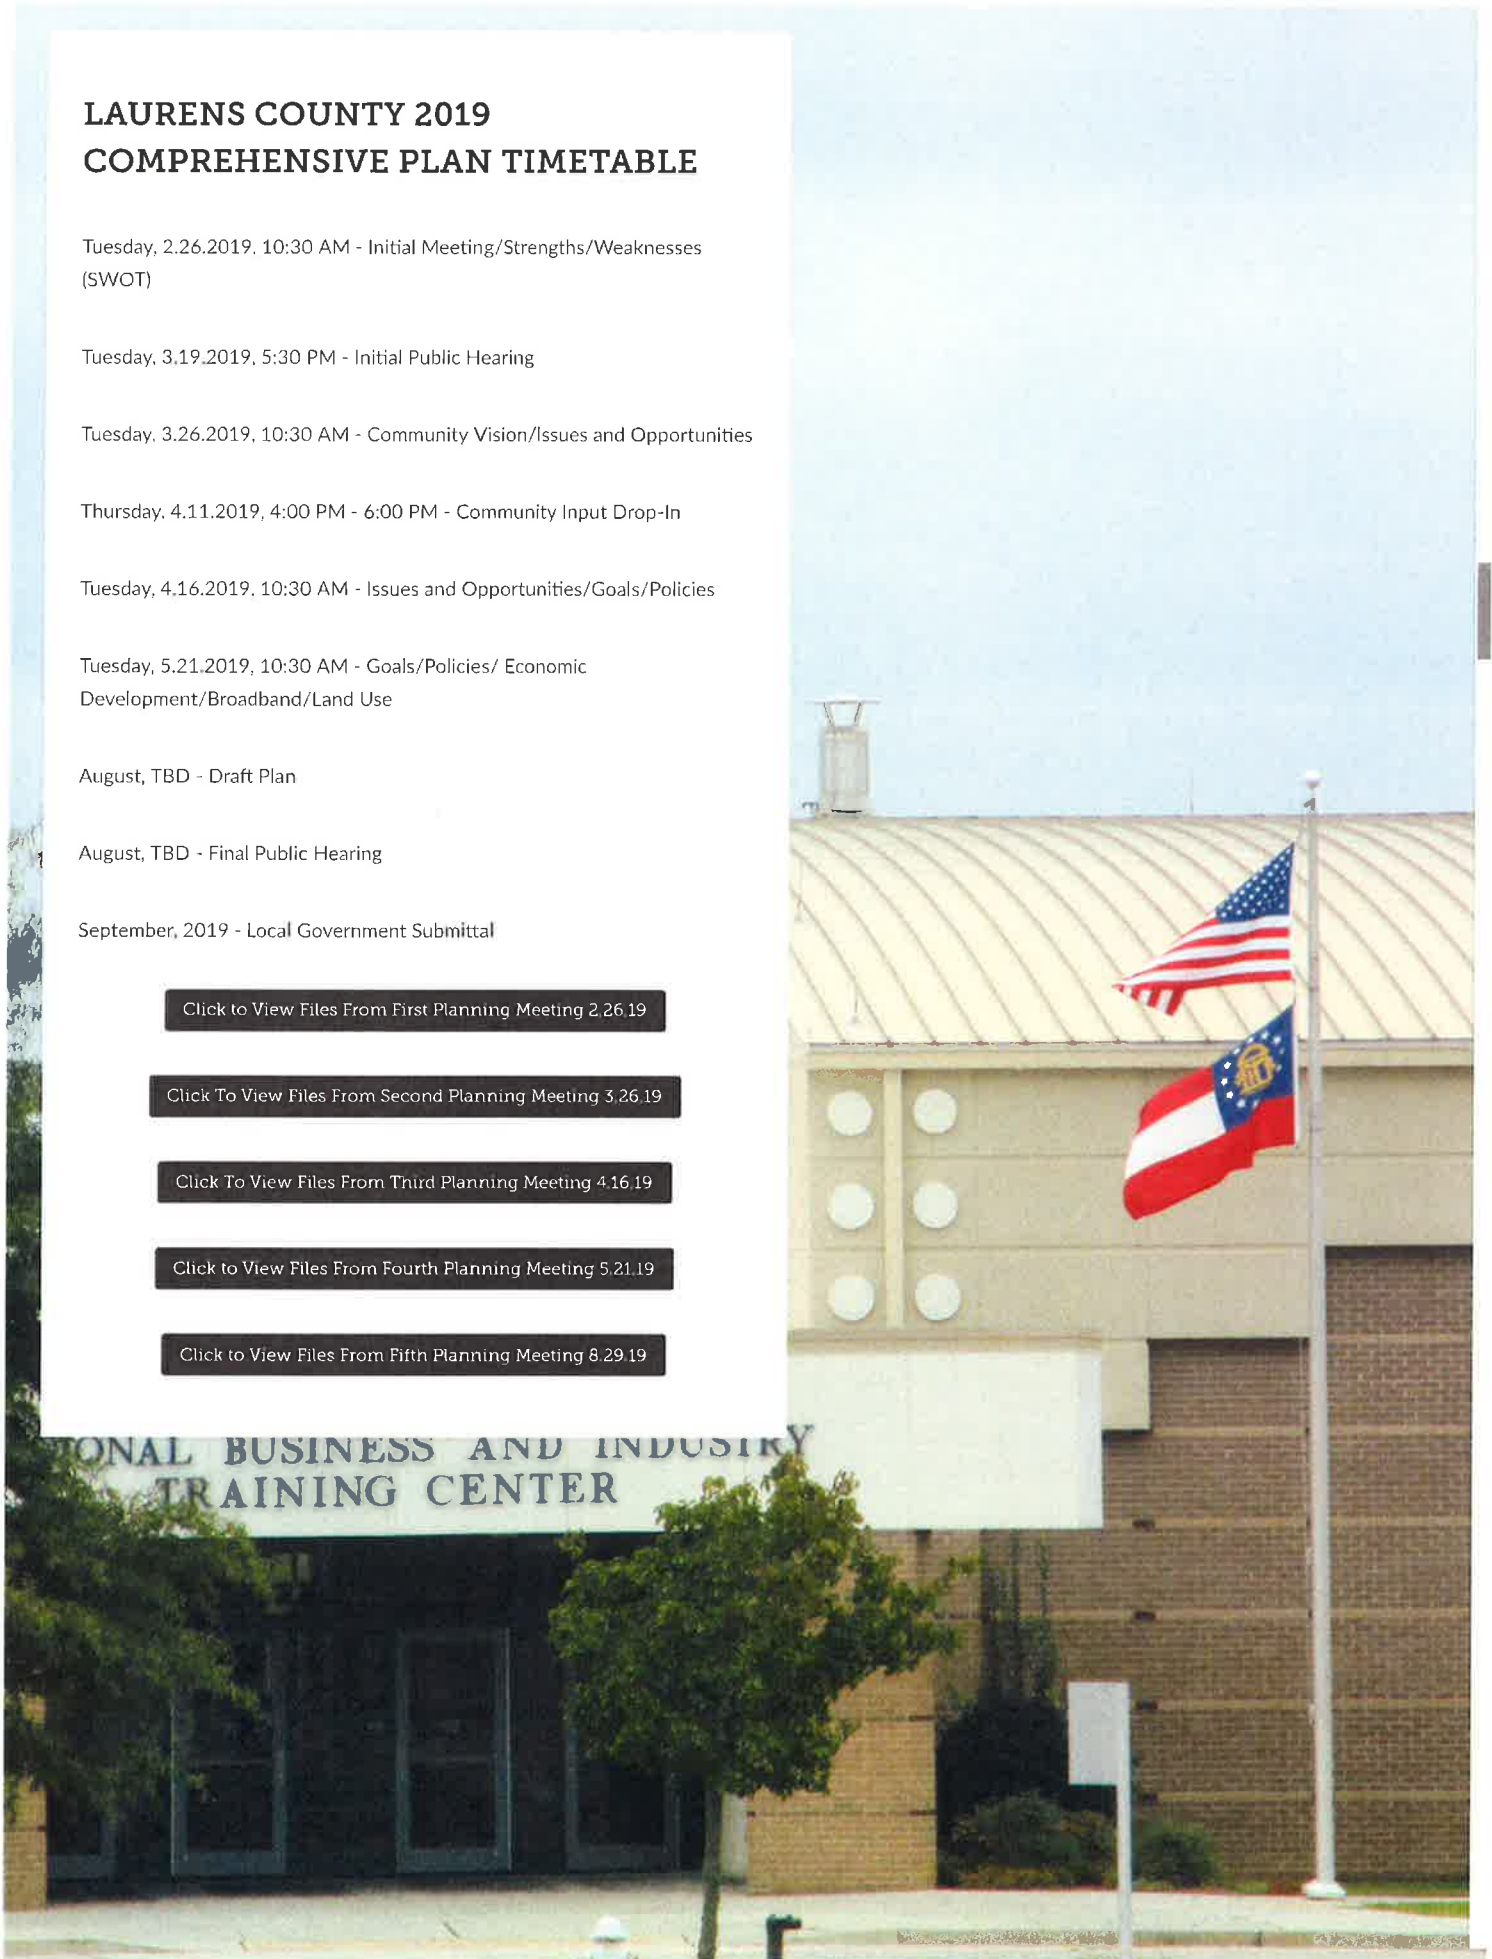 LAURENS COUNTY 2019
COMPREHENSIVE PLAN TIMETABLE
Tuesday, 2.26.2019, 10:30 AM - Initial Meeting/Strengths/Weaknesses
(SWOT)
Tuesday, 3.19.2019, 5:30 PM - Initial Public Hearing
Tuesday, 3.26.2019, 10:30 AM - Community Vision/Issues and Opportunities
Thursday, 4.11.2019, 4:00 PM - 6:00 PM - Community Input Drop-In
Tuesday, 4.16.2019, 10:30 AM - Issues and Opportunities/Goals/Policies
Tuesday, 5.21.2019, 10:30 AM - Goals/Policies/ Economic
Development/Broadband/Land Use
August, TBD - Draft Plan
August, TBD - Final Public Hearing
September, 2019 - Local Government Submittal
Click to View Files From First Planning Meeting 2.26.19
Click To View Files From Second Planning Meeting 3.26.19
Click To View Files From Third Planning Meeting 4.16.19
Click to View Files From Fourth Planning Meeting 5.21.19
Click to View Files From Fifth Planning Meeting 8.29.19
ONAL BUSINESS AND INDUSTRY
TRAINING CENTER